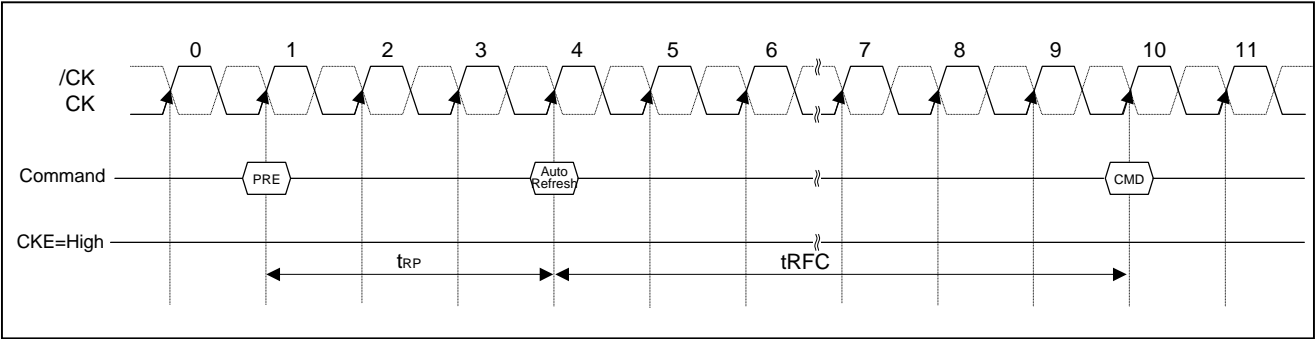 0 1 2 3 4 5 6 7 8 9 10 11
/CK
CK
Command PRE Auto Refresh CMD
CKE=High
tRP tRFC